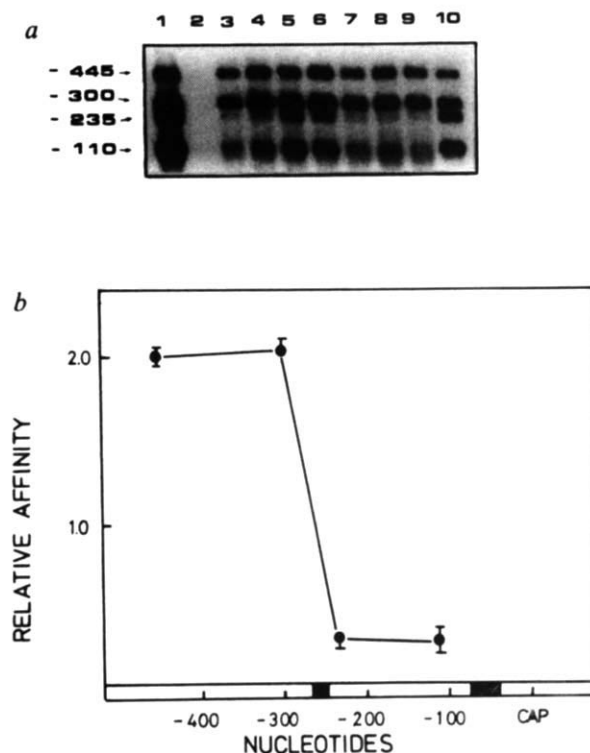 a
1 2 3 4 5 6 7 8 9 10
- 445→
- 300→
- 235→
- 110→
b
RELATIVE AFFINITY
2.0
1.0
-400 -300 -200 -100 CAP
NUCLEOTIDES